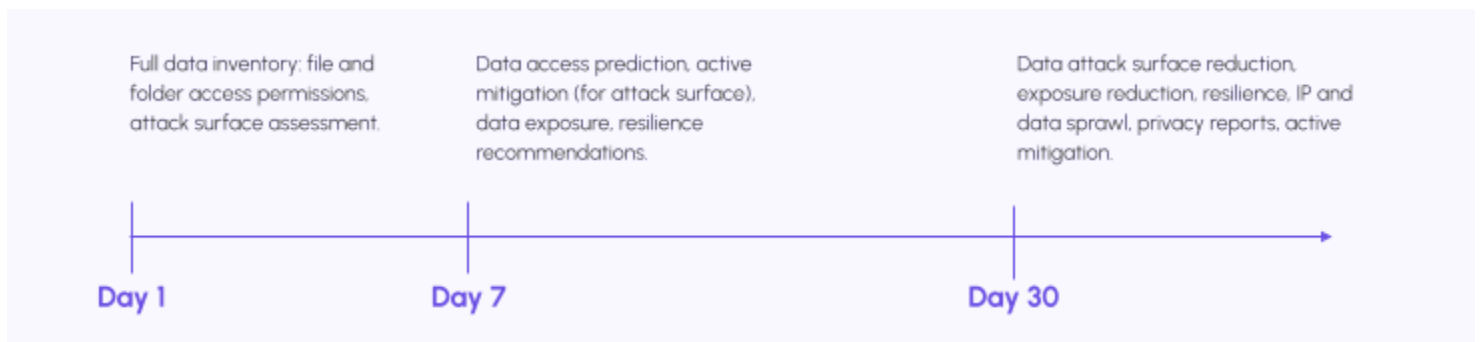 Full data inventory: file and
folder access permissions,
attack surface assessment.
Data access prediction, active
mitigation (for attack surface),
data exposure, resilience
recommendations.
Data attack surface reduction,
exposure reduction, resilience, IP and
data sprawl, privacy reports, active
mitigation.
Day 1
Day 7
Day 30